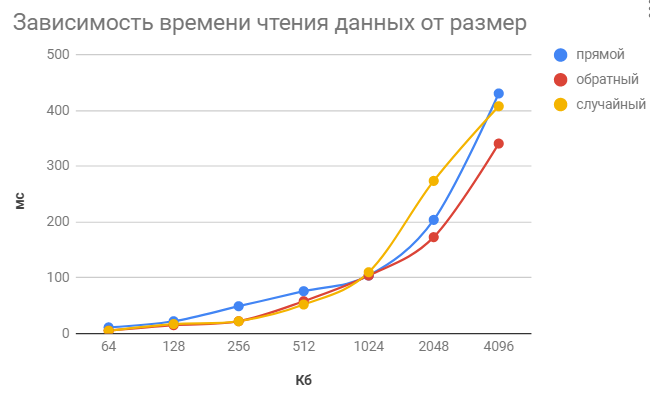 Зависимость времени чтения данных от размер
500
400
300
200
100
0
мс
64 128 256 512 1024 2048 4096
Кб
прямой
обратный
случайный